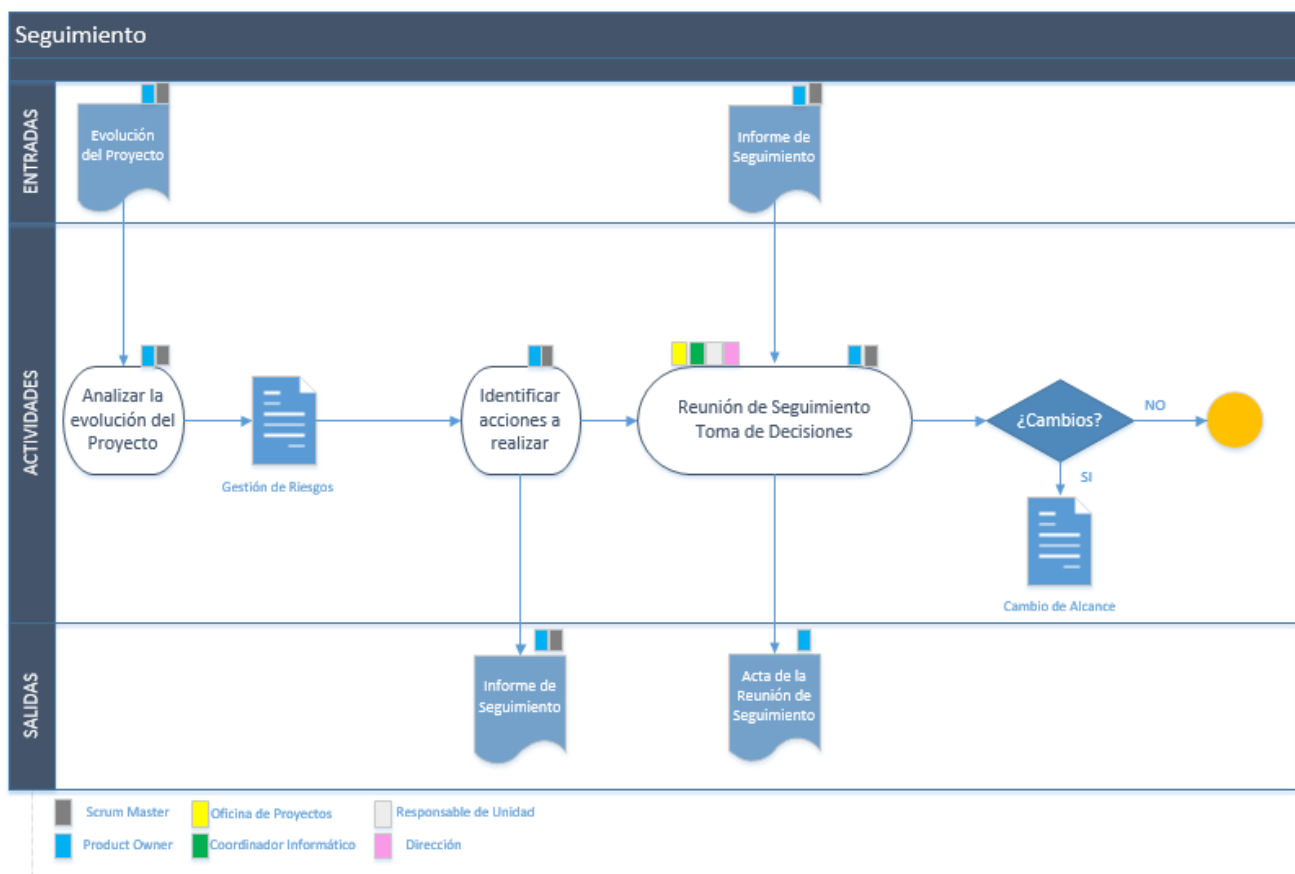 Seguimiento
ENTRADAS
Evolución
del Proyecto
Informe de
Seguimiento
ACTIVIDADES
Analizar la
evolución del
Proyecto
Gestión de Riesgos
Identificar
acciones a
realizar
Reunión de Seguimiento
Toma de Decisiones
¿Cambios?
NO
SI
Cambio de Alcance
SALIDAS
Informe de
Seguimiento
Acta de la
Reunión de
Seguimiento
Scrum Master
Oficina de Proyectos
Responsable de Unidad
Product Owner
Coordinador Informático
Dirección